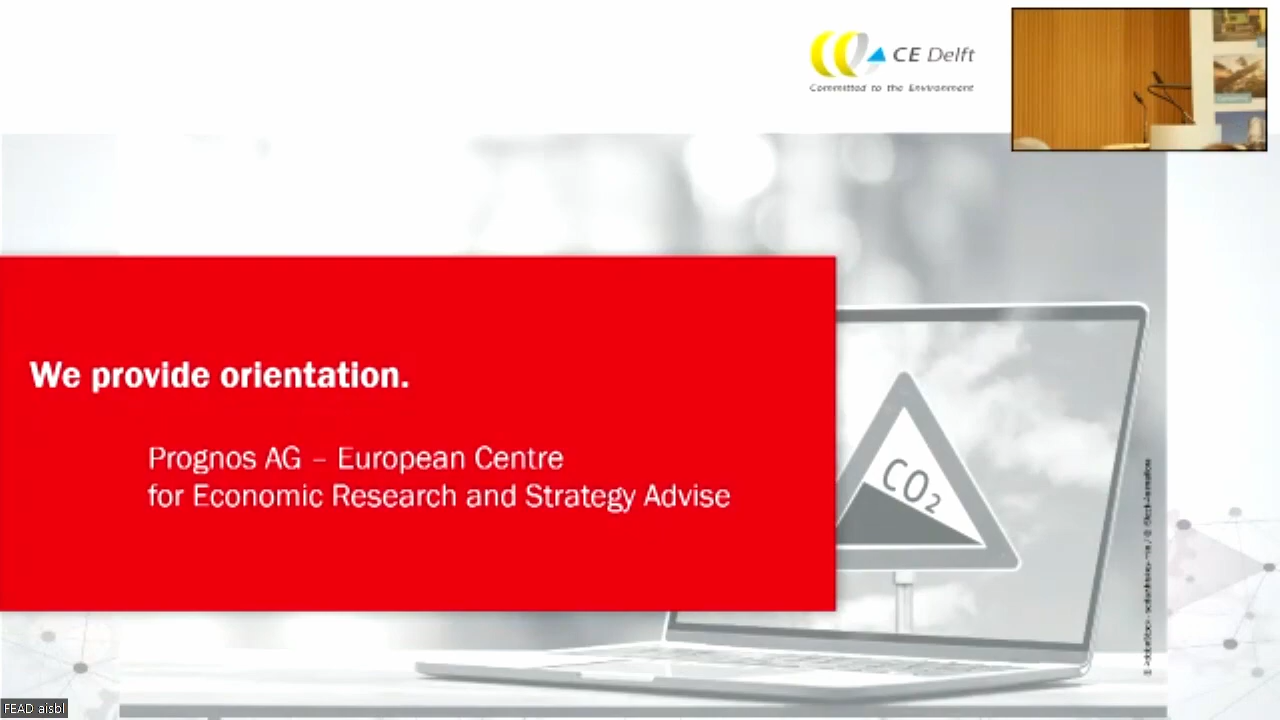 CE Delft
Committed to the Environment
We provide orientation.
Prognos AG – European Centre
for Economic Research and Strategy Advise
CO₂
FEAD aisbl